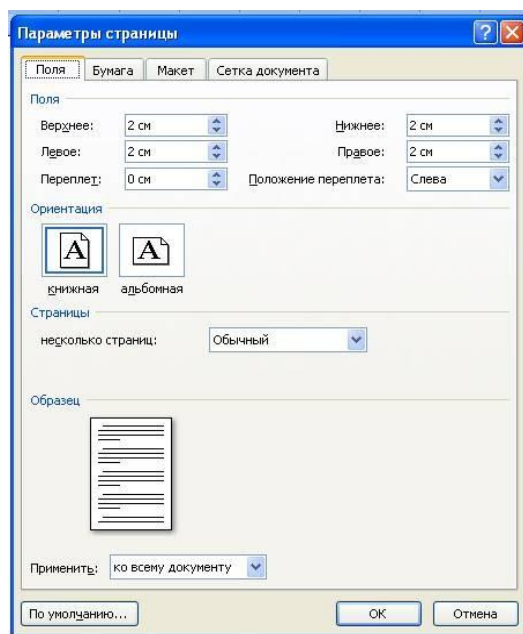 Параметры страницы
Поля Бумага Макет Сетка документа
Поля
Верхнее: 2 см Нижнее: 2 см
Левое: 2 см Правое: 2 см
Переплет: 0 см Положение переплета: Слева
Ориентация
A A
книжная альбомная
Страницы
несколько страниц: Обычный
Образец
Применить: ко всему документу
По умолчанию... ОК Отмена